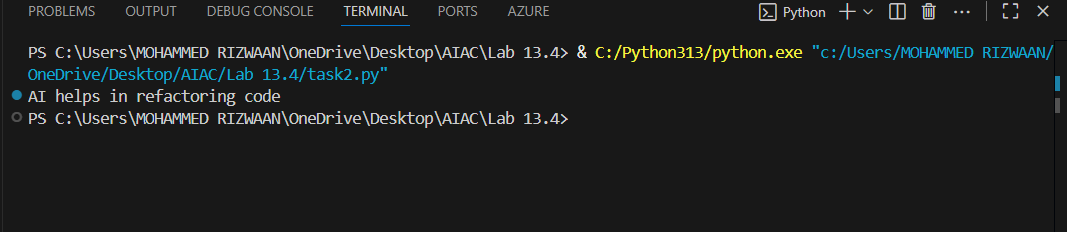 PROBLEMS OUTPUT DEBUG CONSOLE TERMINAL PORTS AZURE Python
PS C:\Users\MOHAMMED RIZWAAN\OneDrive\Desktop\AIAC\Lab 13.4> & C:/Python313/python.exe "c:/Users/MOHAMMED RIZWAAN/
OneDrive/Desktop/AIAC/Lab 13.4/task2.py"
AI helps in refactoring code
PS C:\Users\MOHAMMED RIZWAAN\OneDrive\Desktop\AIAC\Lab 13.4>